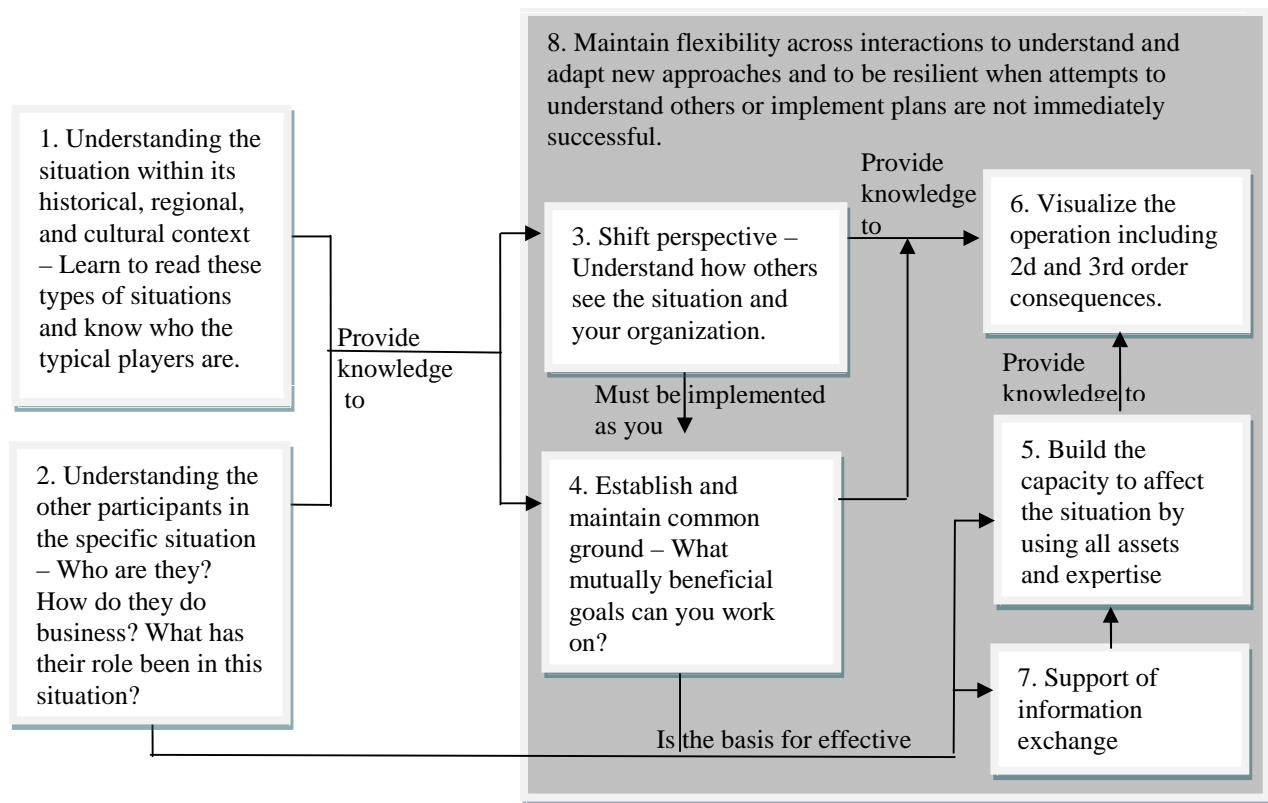 8. Maintain flexibility across interactions to understand and
adapt new approaches and to be resilient when attempts to
understand others or implement plans are not immediately
successful.
1. Understanding the
situation within its
historical, regional,
and cultural context
– Learn to read these
types of situations
and know who the
typical players are.
2. Understanding the
other participants in
the specific situation
– Who are they?
How do they do
business? What has
their role been in this
situation?
Provide
knowledge
to
3. Shift perspective –
Understand how others
see the situation and
your organization.
Must be implemented
as you
4. Establish and
maintain common
ground – What
mutually beneficial
goals can you work
on?
Provide
knowledge
to
6. Visualize the
operation including
2d and 3rd order
consequences.
Provide
knowledge to
5. Build the
capacity to affect
the situation by
using all assets
and expertise
7. Support of
information
exchange
Is the basis for effective